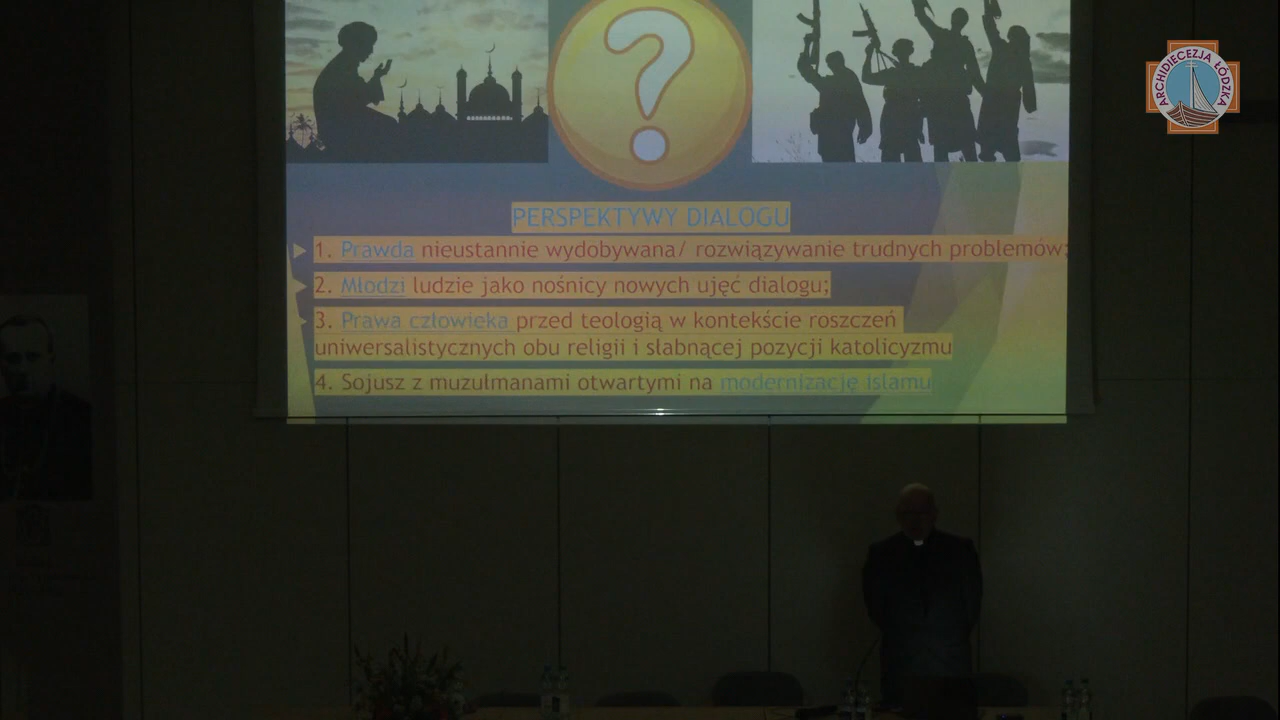 ARCHIDIECEZJA ŁÓDZKA
PERSPEKTYWY DIALOGU
1. Prawda nieustannie wydobywana/ rozwiązywanie trudnych problemów;
2. Młodzi ludzie jako nośnicy nowych ujęć dialogu;
3. Prawa człowieka przed teologią w kontekście roszczeń
uniwersalistycznych obu religii i słabnącej pozycji katolicyzmu
4. Sojusz z muzułmanami otwartymi na modernizację islamu